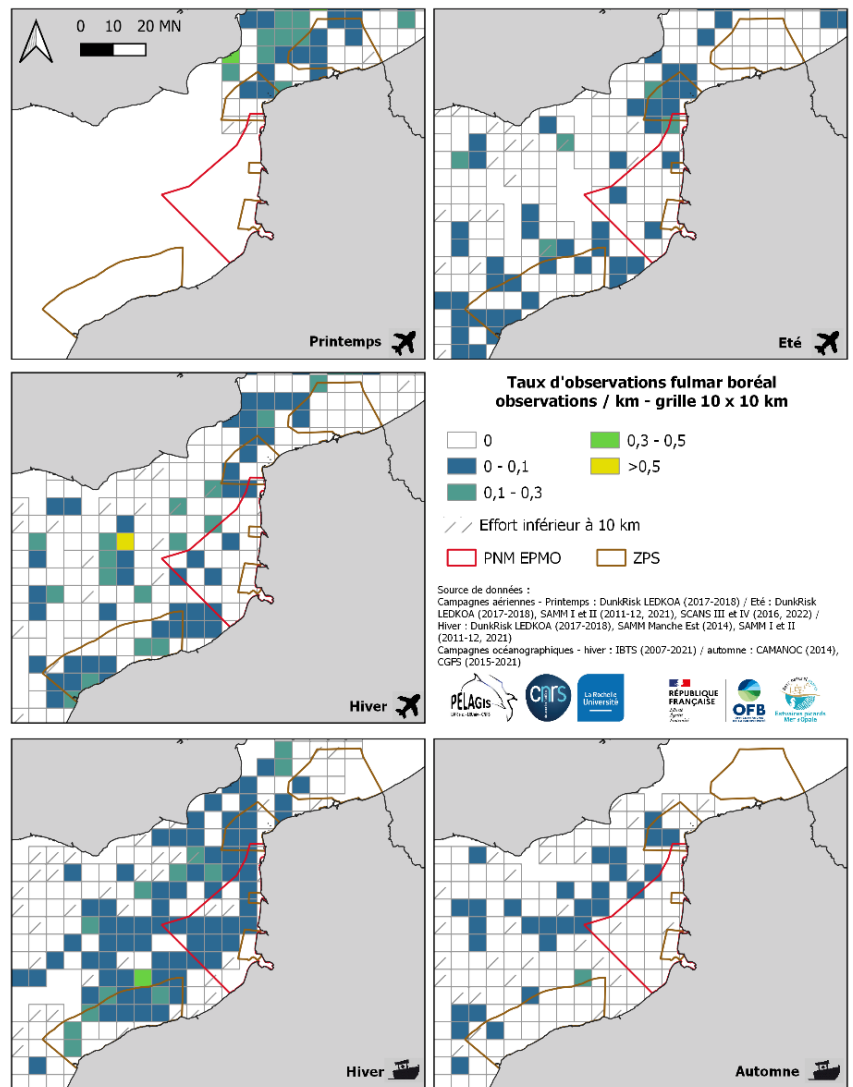 0 10 20 MN
Printemps
Eté
Taux d'observations fulmar boréal
observations / km - grille 10 x 10 km
0
0,3 - 0,5
0 - 0,1
>0,5
0,1 - 0,3
Effort inférieur à 10 km
PNM EPMO
ZPS
Source de données :
Campagnes aériennes - Printemps : DunkRisk LEDKOA (2017-2018) / Eté : DunkRisk
LEDKOA (2017-2018), SAMM I et II (2011-12, 2021), SCANS III et IV (2016, 2022) /
Hiver : DunkRisk LEDKOA (2017-2018), SAMM Manche Est (2014), SAMM I et II
(2011-12, 2021)
Campagnes océanographiques - hiver : IBTS (2007-2021) / automne : CAMANOC (2014),
CGFS (2015-2021)
PÉLAGIS
cnrs
La Rochelle
Université
RÉPUBLIQUE
FRANÇAISE
OFB
Hiver
Hiver
Automne